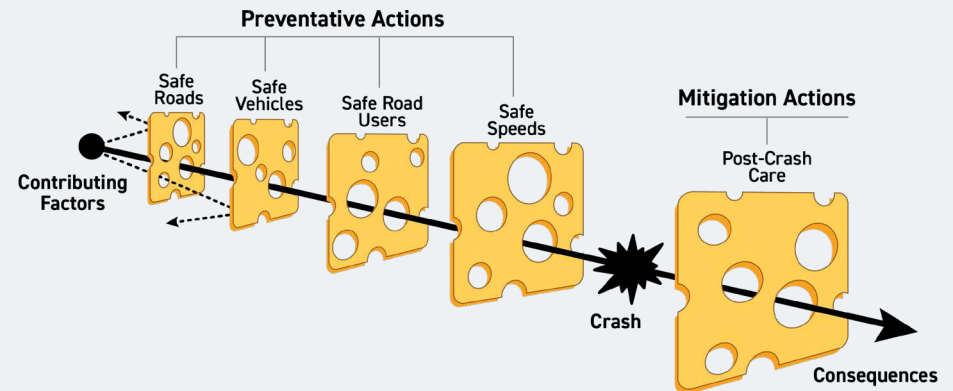 Preventative Actions
Safe
Roads
Safe
Vehicles
Safe Road
Users
Safe
Speeds
Mitigation Actions
Post-Crash
Care
Contributing
Factors
Crash
Consequences